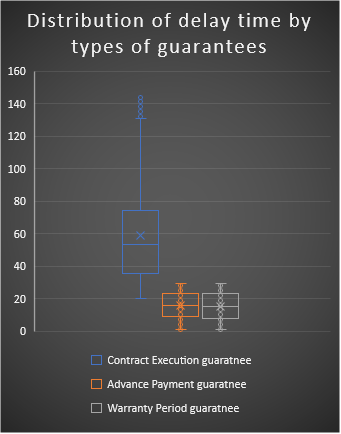 Distribution of delay time by
types of guarantees
160
140
120
100
80
60
40
20
0
Contract Execution guaratnee
Advance Payment guaratnee
Warranty Period guaratnee